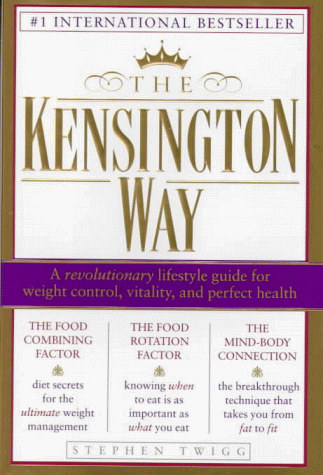 #1 INTERNATIONAL BESTSELLER
THE
KENSINGTON
WAY
A revolutionary lifestyle guide for
weight control, vitality, and perfect health
THE FOOD
COMBINING
FACTOR
diet secrets
for the
ultimate weight
management
THE FOOD
ROTATION
FACTOR
knowing when
to eat is as
important as
what you eat
THE
MIND-BODY
CONNECTION
the breakthrough
technique that
takes you from
fat to fit
STEPHEN TWIGG